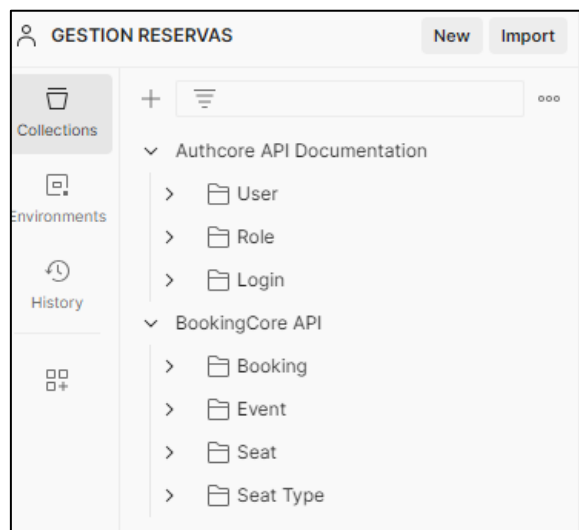 GESTION RESERVAS
New
Import
Collections
Environments
History
Authcore API Documentation
User
Role
Login
BookingCore API
Booking
Event
Seat
Seat Type